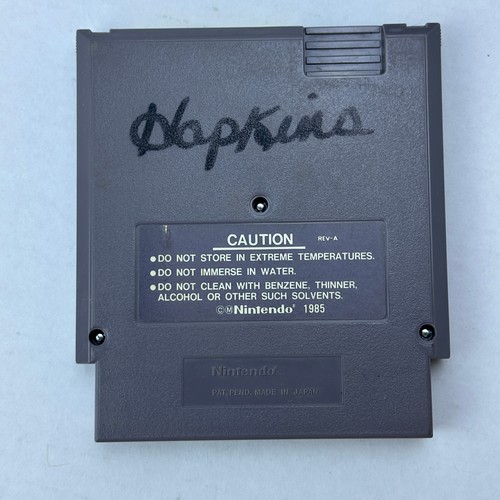 Hopkins
CAUTION REV-A
●DO NOT STORE IN EXTREME TEMPERATURES.
●DO NOT IMMERSE IN WATER.
●DO NOT CLEAN WITH BENZENE, THINNER,
ALCOHOL OR OTHER SUCH SOLVENTS.
©Ⓜ Nintendo® 1985
Nintendo®
PAT. PEND. MADE IN JAPAN